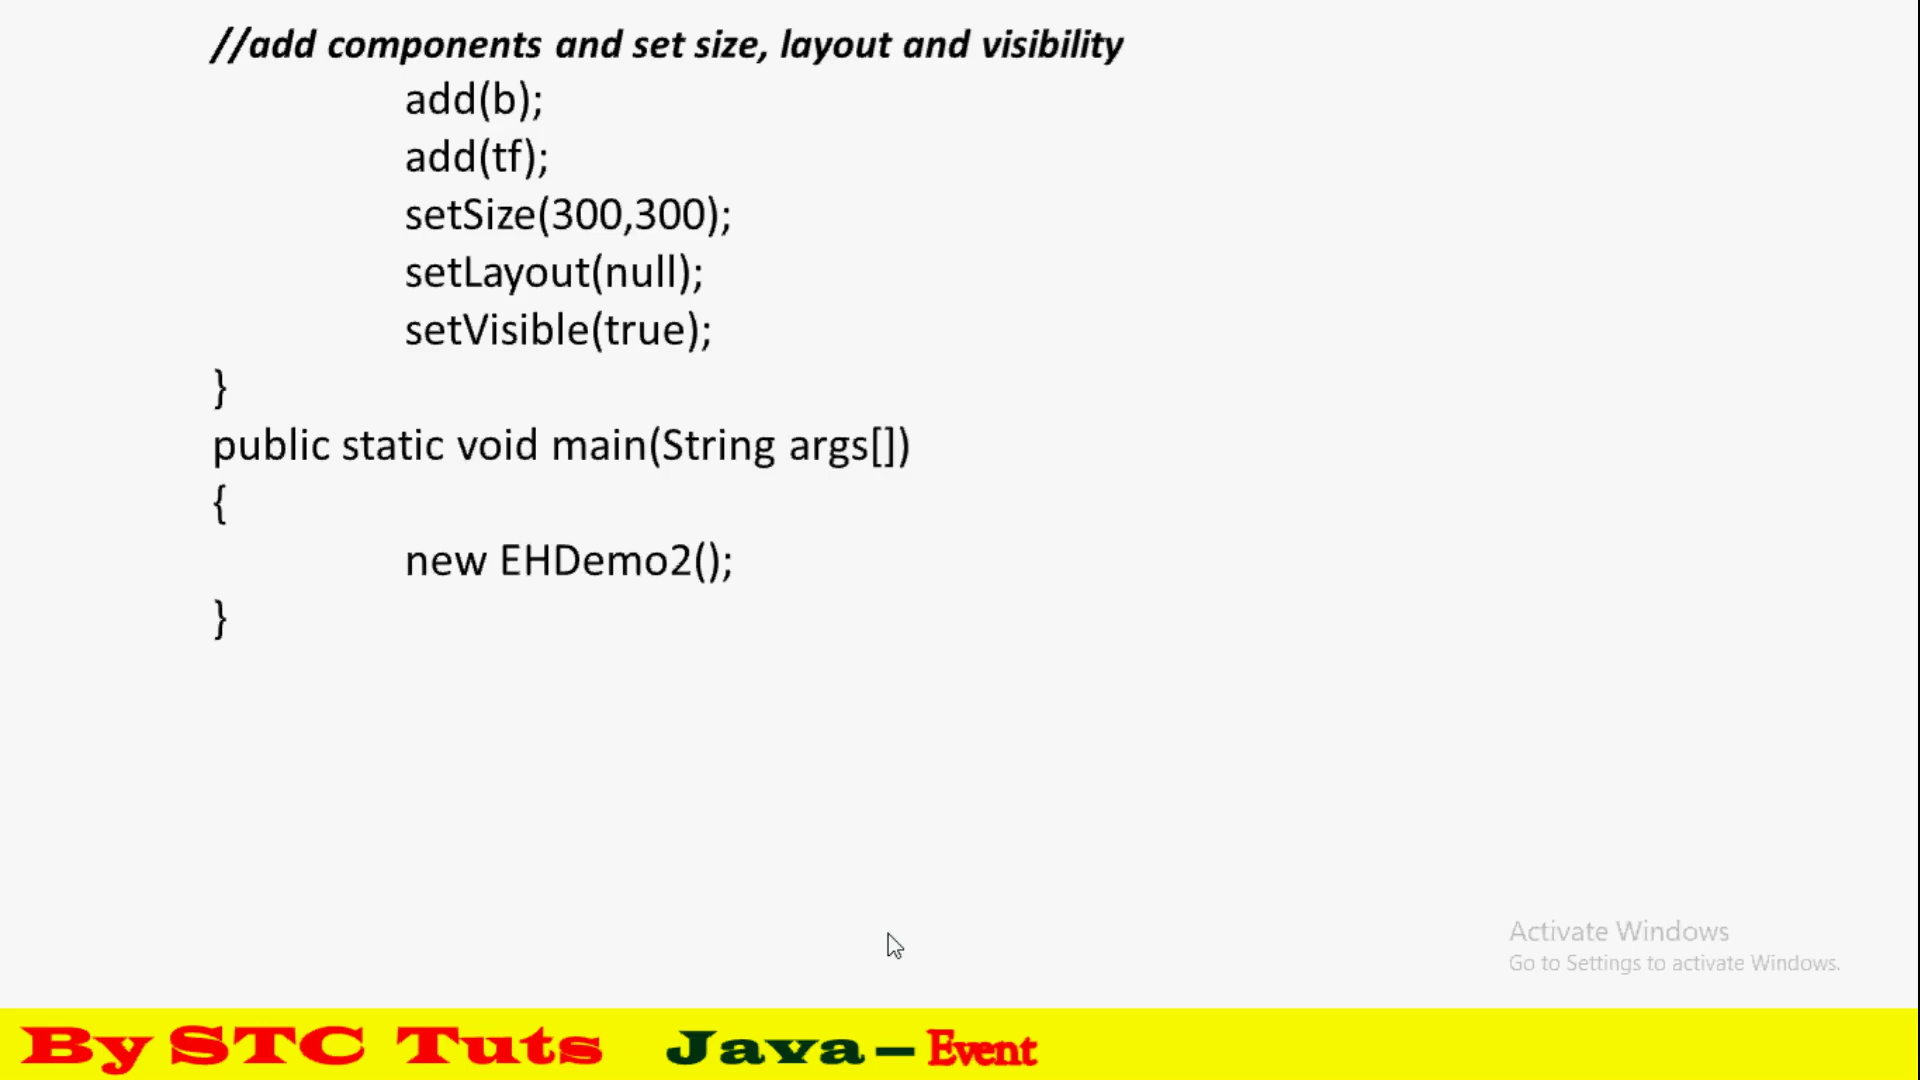 //add components and set size, layout and visibility
add(b);
add(tf);
setSize(300,300);
setLayout(null);
setVisible(true);
}
public static void main(String args[])
{
new EHDemo2();
}
Activate Windows
Go to Settings to activate Windows.
By STC Tuts Java – Event